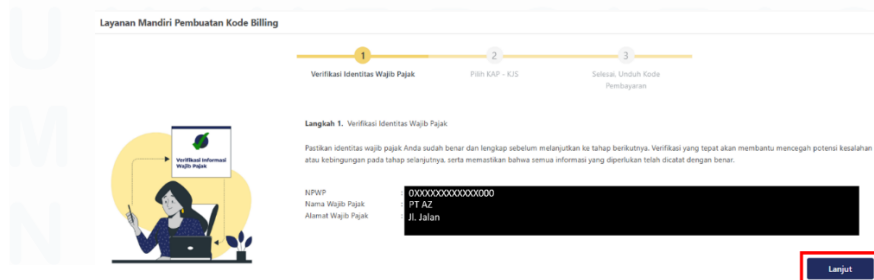 Layanan Mandiri Pembuatan Kode Billing
1
2
3
Verifikasi Identitas Wajib Pajak
Pilih KAP - KJS
Selesai, Unduh Kode
Pembayaran
Langkah 1. Verifikasi Identitas Wajib Pajak
Pastikan identitas wajib pajak Anda sudah benar dan lengkap sebelum melanjutkan ke tahap berikutnya. Verifikasi yang tepat akan membantu mencegah potensi kesalahan
atau kebingungan pada tahap selanjutnya, serta memastikan bahwa semua informasi yang diperlukan telah dicatat dengan benar.
Verifikasi Informasi
Wajib Pajak
NPWP : 0XXXXXXXXXXXX000
Nama Wajib Pajak : PT AZ
Alamat Wajib Pajak : Jl. Jalan
Lanjut
U
M
N